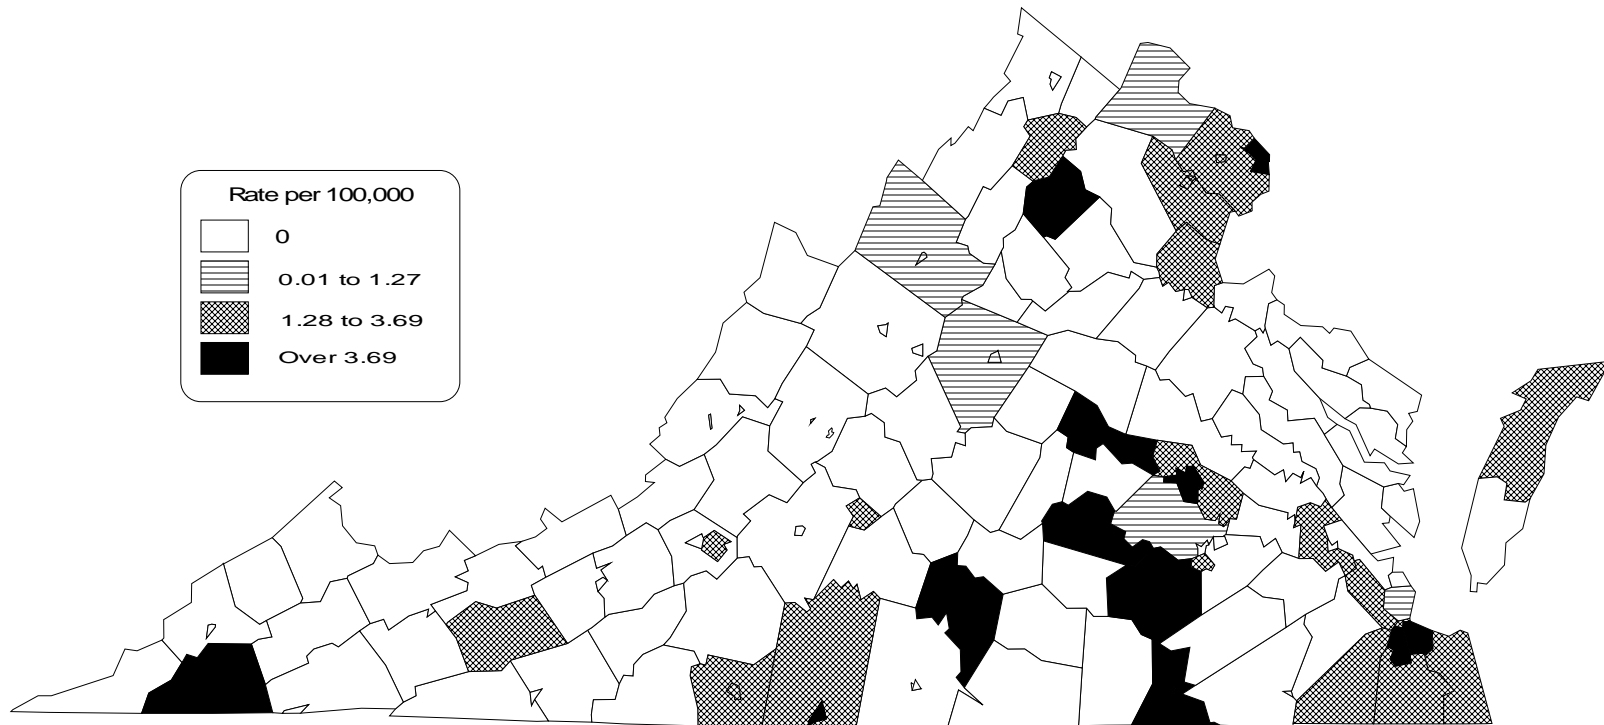 Rate per 100,000
0
0.01 to 1.27
1.28 to 3.69
Over 3.69